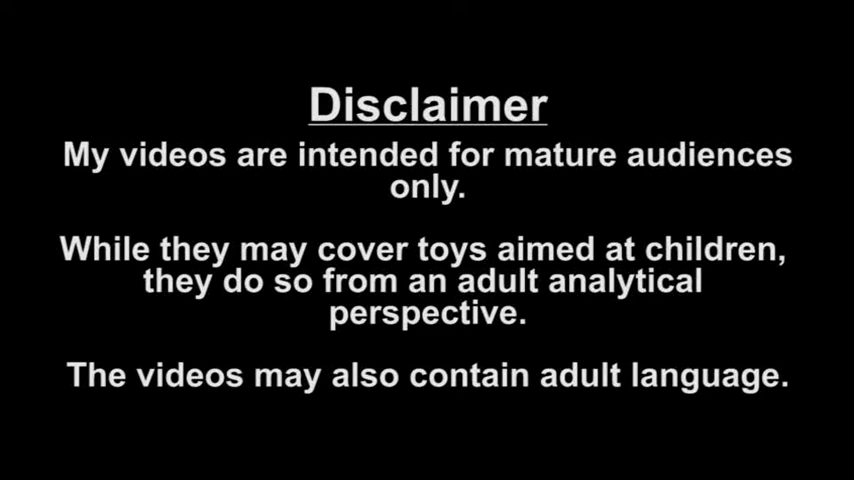 Disclaimer
My videos are intended for mature audiences
only.
While they may cover toys aimed at children,
they do so from an adult analytical
perspective.
The videos may also contain adult language.